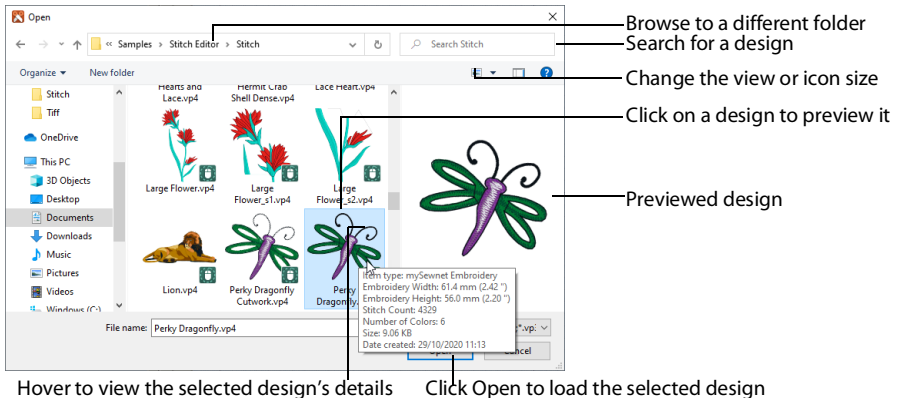 Open
Browse to a different folder
« Samples > Stitch Editor > Stitch
Search Stitch
Search for a design
Organize
New folder
Change the view or icon size
Stitch
Tiff
OneDrive
This PC
3D Objects
Desktop
Documents
Downloads
Music
Pictures
Videos
Windows (C:)
Hearts and
Lace.vp4
Hermit Crab
Shell Dense.vp4
Lace Heart.vp4
Click on a design to preview it
Large Flower.vp4
Large
Flower_s1.vp4
Large
Flower_s2.vp4
Previewed design
Lion.vp4
Perky Dragonfly
Cutwork.vp4
Perky
Dragonfly.
Item type: mySewnet Embroidery
Embroidery Width: 61.4 mm (2.42 ")
Embroidery Height: 56.0 mm (2.20 ")
Stitch Count: 4329
Number of Colors: 6
Size: 9.06 KB
Date created: 29/10/2020 11:13
File name:
Perky Dragonfly.vp4
Open
Cancel
Hover to view the selected design's details
Click Open to load the selected design